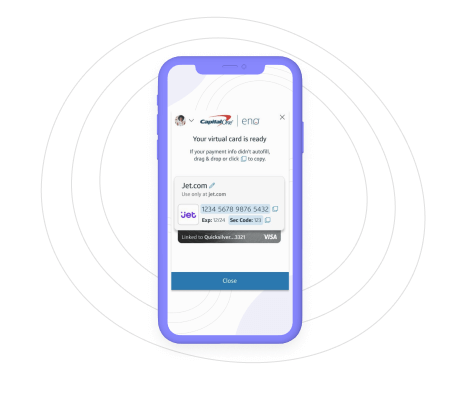 Capital One | eno
Your virtual card is ready
If your payment info didn't autofill,
drag & drop or click to copy.
Jet.com
Use only at jet.com
jet
1234 5678 9876 5432
Exp: 12/24 Sec Code: 123
Linked to Quicksilver...2021 VISA
Close